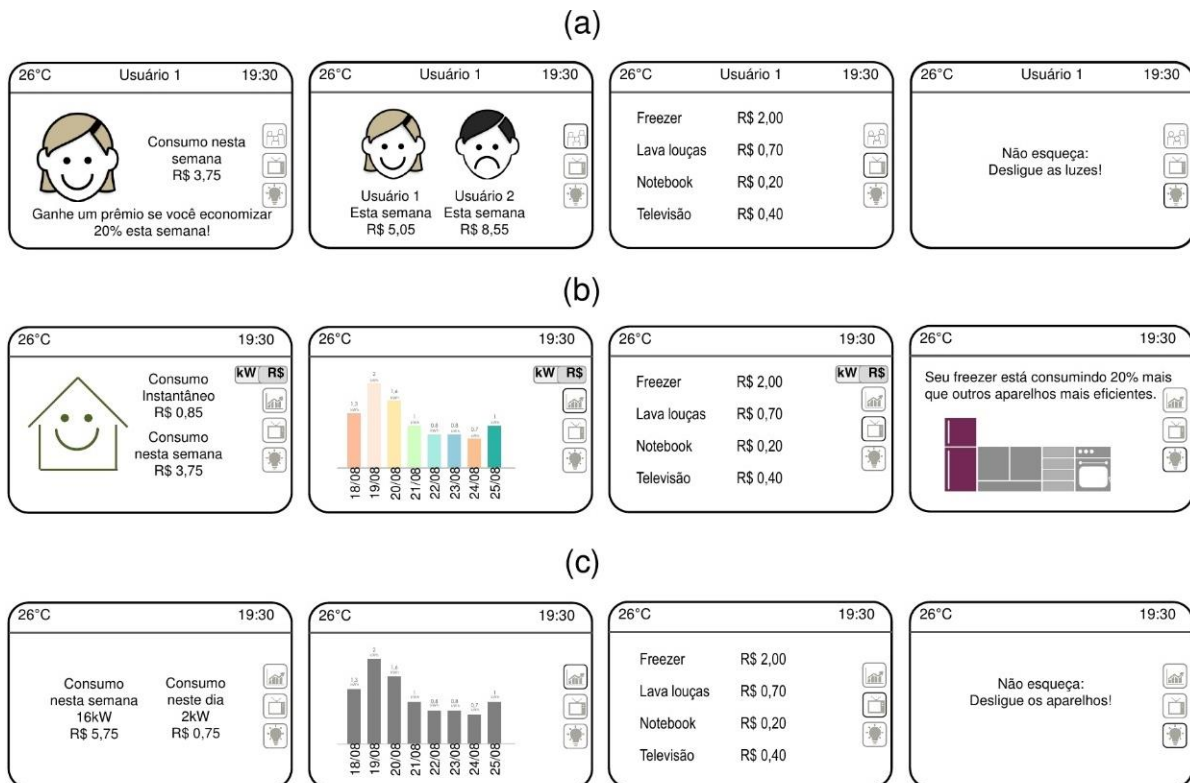 (a)
26°C Usuário 1 19:30
Consumo nesta
semana
R$ 3,75
Ganhe um prêmio se você economizar
20% esta semana!
26°C Usuário 1 19:30
Usuário 1 Usuário 2
Esta semana Esta semana
R$ 5,05 R$ 8,55
26°C Usuário 1 19:30
Freezer R$ 2,00
Lava louças R$ 0,70
Notebook R$ 0,20
Televisão R$ 0,40
26°C Usuário 1 19:30
Não esqueça:
Desligue as luzes!
(b)
26°C 19:30
kW R$
Consumo
Instantâneo
R$ 0,85
Consumo
nesta semana
R$ 3,75
26°C 19:30
kW R$
18/08 19/08 20/08 21/08 22/08 23/08 24/08 25/08
26°C 19:30
kW R$
Freezer R$ 2,00
Lava louças R$ 0,70
Notebook R$ 0,20
Televisão R$ 0,40
26°C 19:30
Seu freezer está consumindo 20% mais
que outros aparelhos mais eficientes.
(c)
26°C 19:30
Consumo Consumo
nesta semana neste dia
16kW 2kW
R$ 5,75 R$ 0,75
26°C 19:30
18/08 19/08 20/08 21/08 22/08 23/08 24/08 25/08
26°C 19:30
Freezer R$ 2,00
Lava louças R$ 0,70
Notebook R$ 0,20
Televisão R$ 0,40
26°C 19:30
Não esqueça:
Desligue os aparelhos!